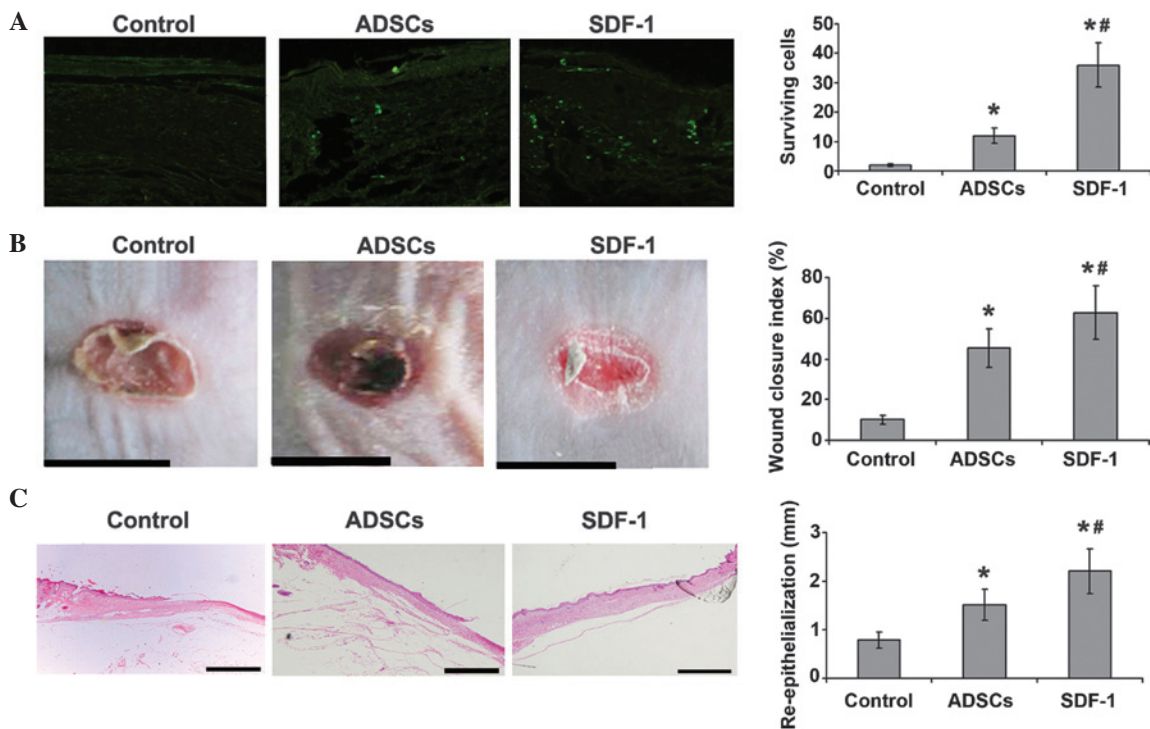 A
Control
ADSCs
SDF-1
Surviving cells
50
40
30
20
10
0
*
*#
Control
ADSCs
SDF-1
B
Control
ADSCs
SDF-1
Wound closure index (%)
80
60
40
20
0
*
*#
Control
ADSCs
SDF-1
C
Control
ADSCs
SDF-1
Re-epithelialization (mm)
3
2
1
0
*
*#
Control
ADSCs
SDF-1